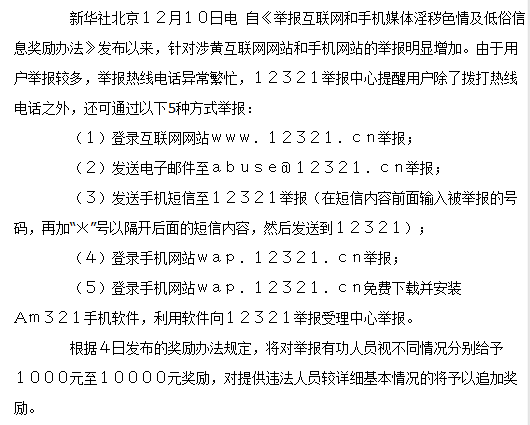 新华社北京１２月１０日电 自《举报互联网和手机媒体淫秽色情及低俗信
息奖励办法》发布以来，针对涉黄互联网网站和手机网站的举报明显增加。由于用
户举报较多，举报热线电话异常繁忙，１２３２１举报中心提醒用户除了拨打热线
电话之外，还可通过以下5种方式举报：
（１）登录互联网网站ｗｗｗ．１２３２１．ｃｎ举报；
（２）发送电子邮件至ａｂｕｓｅ＠１２３２１．ｃｎ举报；
（３）发送手机短信至１２３２１举报（在短信内容前面输入被举报的号
码，再加“火”号以隔开后面的短信内容，然后发送到１２３２１）；
（４）登录手机网站ｗａｐ．１２３２１．ｃｎ举报；
（５）登录手机网站ｗａｐ．１２３２１．ｃｎ免费下载并安装
Ａｍ３２１手机软件，利用软件向１２３２１举报受理中心举报。
根据４日发布的奖励办法规定，将对举报有功人员视不同情况分别给予
１０００元至１００００元奖励，对提供违法人员较详细基本情况的将予以追加奖
励。